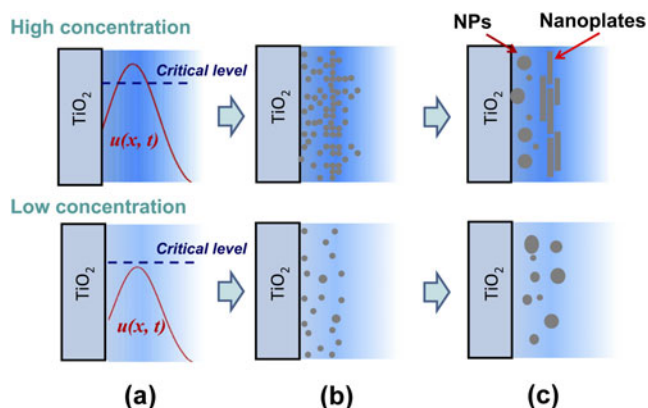 High concentration
NPs
Nanoplates
TiO2
Critical level
u(x, t)
TiO2
TiO2
Low concentration
TiO2
Critical level
u(x, t)
TiO2
TiO2
(a)
(b)
(c)